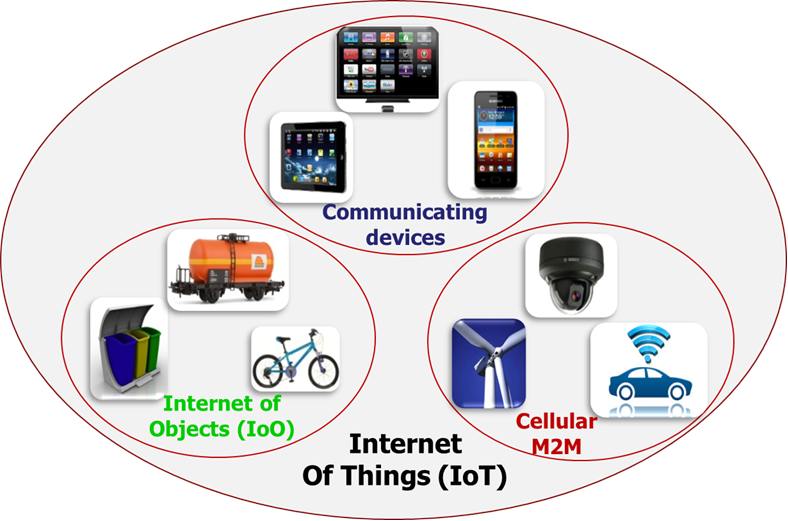 Communicating
devices
Internet of
Objects (IoO)
Cellular
M2M
Internet
Of Things (IoT)